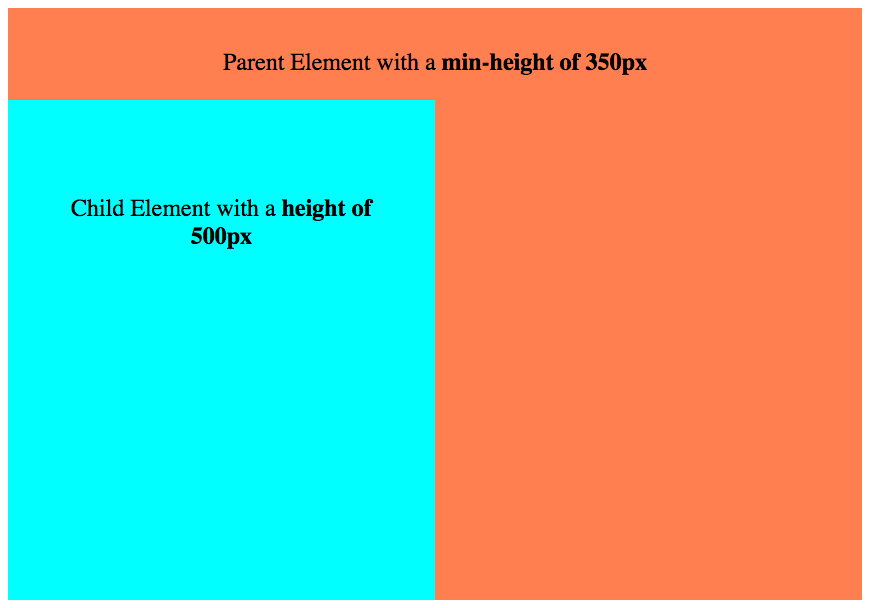 Parent Element with a min-height of 350px
Child Element with a height of
500px